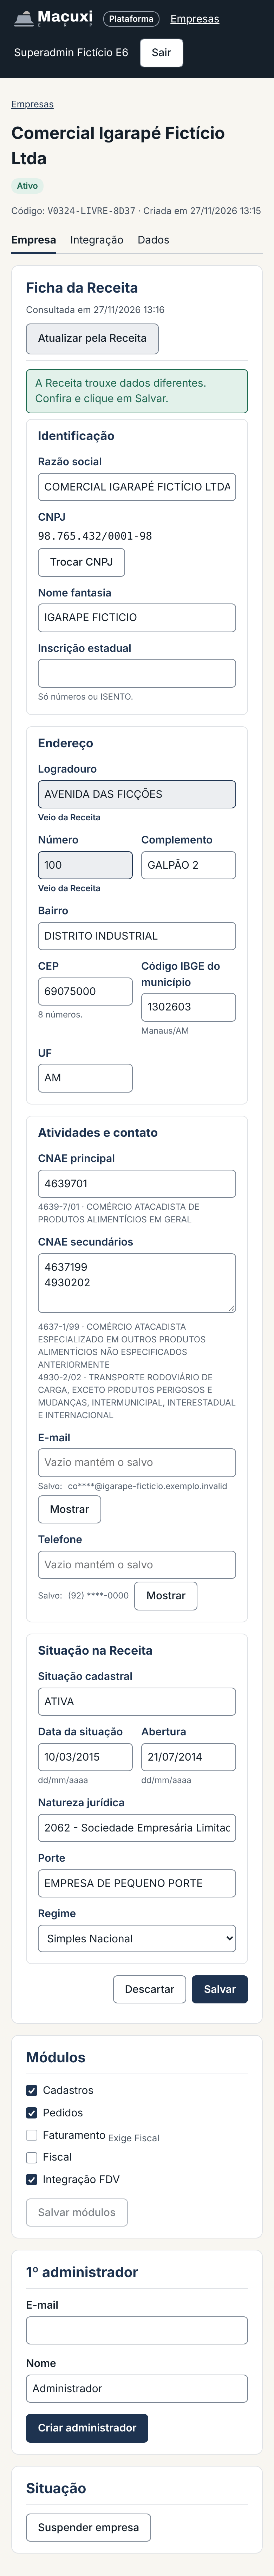 Macuxi Plataforma Empresas
Superadmin Fictício E6 Sair
Empresas
Comercial Igarapé Fictício
Ltda
Ativo
Código: V0324-LIVRE-8D37 · Criada em 27/11/2026 13:15
Empresa Integração Dados
Ficha da Receita
Consultada em 27/11/2026 13:16
Atualizar pela Receita
A Receita trouxe dados diferentes.
Confira e clique em Salvar.
Identificação
Razão social
COMERCIAL IGARAPÉ FICTÍCIO LTDA
CNPJ
98.765.432/0001-98
Trocar CNPJ
Nome fantasia
IGARAPE FICTICIO
Inscrição estadual
Só números ou ISENTO.
Endereço
Logradouro
AVENIDA DAS FICÇÕES
Veio da Receita
Número Complemento
100 GALPÃO 2
Veio da Receita
Bairro
DISTRITO INDUSTRIAL
CEP Código IBGE do
município
69075000 1302603
8 números. Manaus/AM
UF
AM
Atividades e contato
CNAE principal
4639701
4639-7/01 · COMÉRCIO ATACADISTA DE
PRODUTOS ALIMENTÍCIOS EM GERAL
CNAE secundários
4637199
4930202
4637-1/99 · COMÉRCIO ATACADISTA
ESPECIALIZADO EM OUTROS PRODUTOS
ALIMENTÍCIOS NÃO ESPECIFICADOS
ANTERIORMENTE
4930-2/02 · TRANSPORTE RODOVIÁRIO DE
CARGA, EXCETO PRODUTOS PERIGOSOS E
MUDANÇAS, INTERMUNICIPAL, INTERESTADUAL
E INTERNACIONAL
E-mail
Vazio mantém o salvo
Salvo: co****@igarape-ficticio.exemplo.invalid
Mostrar
Telefone
Vazio mantém o salvo
Salvo: (92) ****-0000 Mostrar
Situação na Receita
Situação cadastral
ATIVA
Data da situação Abertura
10/03/2015 21/07/2014
dd/mm/aaaa dd/mm/aaaa
Natureza jurídica
2062 - Sociedade Empresária Limitac
Porte
EMPRESA DE PEQUENO PORTE
Regime
Simples Nacional
Descartar Salvar
Módulos
Cadastros
Pedidos
Faturamento Exige Fiscal
Fiscal
Integração FDV
Salvar módulos
1º administrador
E-mail
Nome
Administrador
Criar administrador
Situação
Suspender empresa